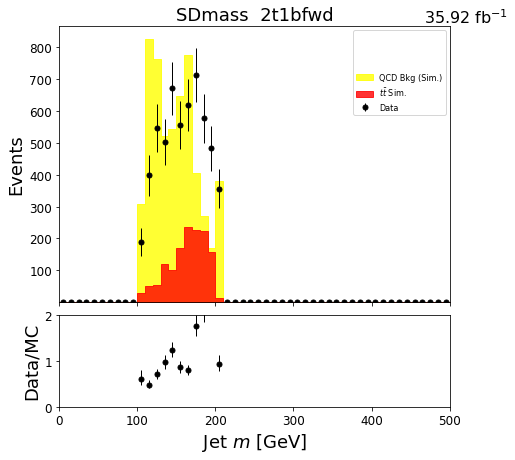 SDmass 2t1bfwd
35.92 fb⁻¹
Events
800
700
600
500
400
300
200
100
QCD Bkg (Sim.)
tt̄ Sim.
Data
Data/MC
2
1
0
0 100 200 300 400 500
Jet m [GeV]